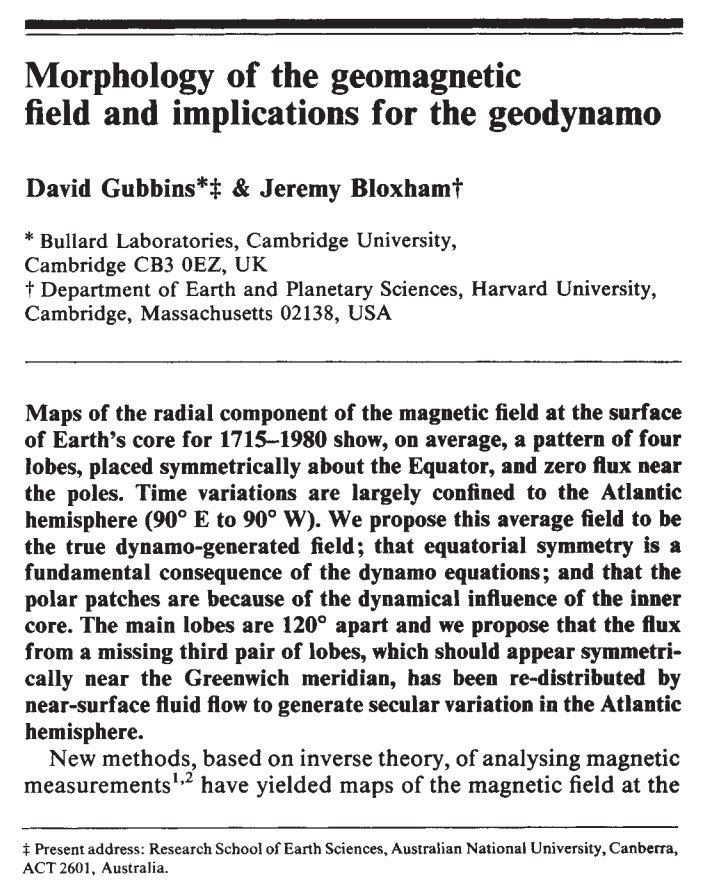 Morphology of the geomagnetic
field and implications for the geodynamo
David Gubbins*‡ & Jeremy Bloxham†
* Bullard Laboratories, Cambridge University,
Cambridge CB3 0EZ, UK
† Department of Earth and Planetary Sciences, Harvard University,
Cambridge, Massachusetts 02138, USA
Maps of the radial component of the magnetic field at the surface
of Earth's core for 1715–1980 show, on average, a pattern of four
lobes, placed symmetrically about the Equator, and zero flux near
the poles. Time variations are largely confined to the Atlantic
hemisphere (90° E to 90° W). We propose this average field to be
the true dynamo-generated field; that equatorial symmetry is a
fundamental consequence of the dynamo equations; and that the
polar patches are because of the dynamical influence of the inner
core. The main lobes are 120° apart and we propose that the flux
from a missing third pair of lobes, which should appear symmetri-
cally near the Greenwich meridian, has been re-distributed by
near-surface fluid flow to generate secular variation in the Atlantic
hemisphere.
New methods, based on inverse theory, of analysing magnetic
measurements1,2 have yielded maps of the magnetic field at the
‡ Present address: Research School of Earth Sciences, Australian National University, Canberra,
ACT 2601, Australia.